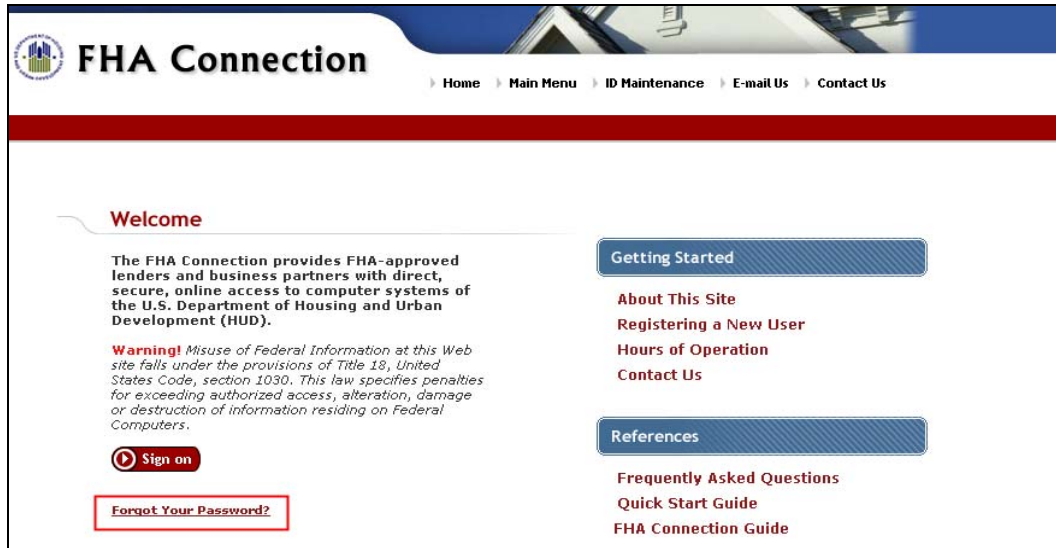 FHA Connection
Home Main Menu ID Maintenance E-mail Us Contact Us
Welcome
The FHA Connection provides FHA-approved
lenders and business partners with direct,
secure, online access to computer systems of
the U.S. Department of Housing and Urban
Development (HUD).
Warning! Misuse of Federal Information at this Web
site falls under the provisions of Title 18, United
States Code, section 1030. This law specifies penalties
for exceeding authorized access, alteration, damage
or destruction of information residing on Federal
Computers.
Sign on
Forgot Your Password?
Getting Started
About This Site
Registering a New User
Hours of Operation
Contact Us
References
Frequently Asked Questions
Quick Start Guide
FHA Connection Guide